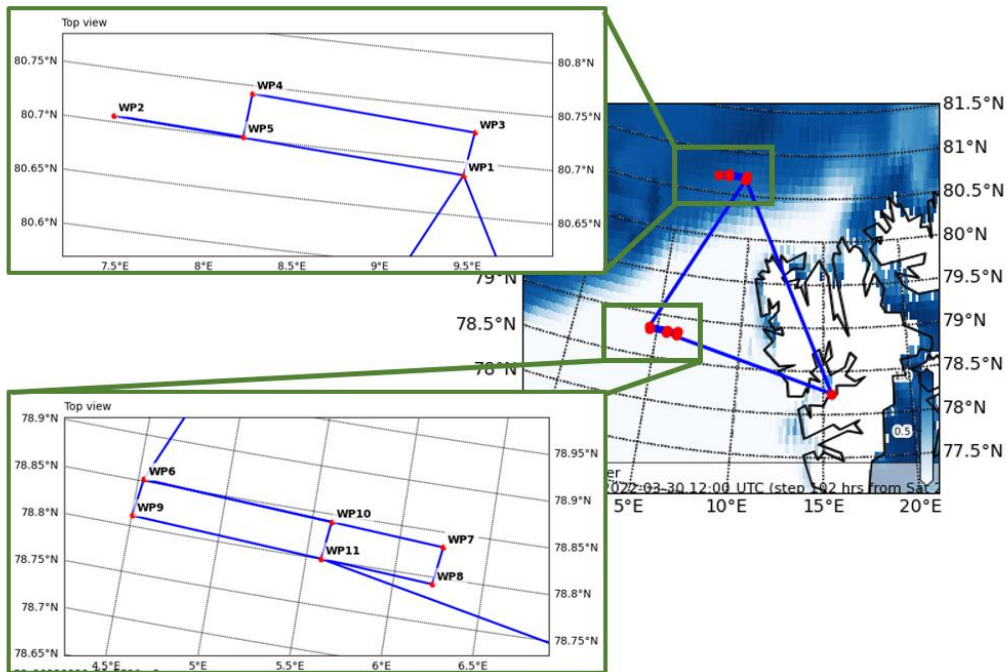 Top view
80.75°N
80.7°N
80.65°N
80.6°N
80.8°N
80.75°N
80.7°N
80.65°N
WP2
WP4
WP5
WP3
WP1
7.5°E 8°E 8.5°E 9°E 9.5°E
81.5°N
81°N
80.5°N
80°N
79.5°N
79°N
78.5°N
78°N
77.5°N
79°N
78.5°N
78°N
0.5
er
2022-03-30 12:00 UTC (step 102 hrs from Sat
5°E 10°E 15°E 20°E
Top view
78.9°N
78.85°N
78.8°N
78.75°N
78.7°N
78.65°N
78.95°N
78.9°N
78.85°N
78.8°N
78.75°N
WP6
WP9
WP10
WP7
WP11
WP8
4.5°E 5°E 5.5°E 6°E 6.5°E